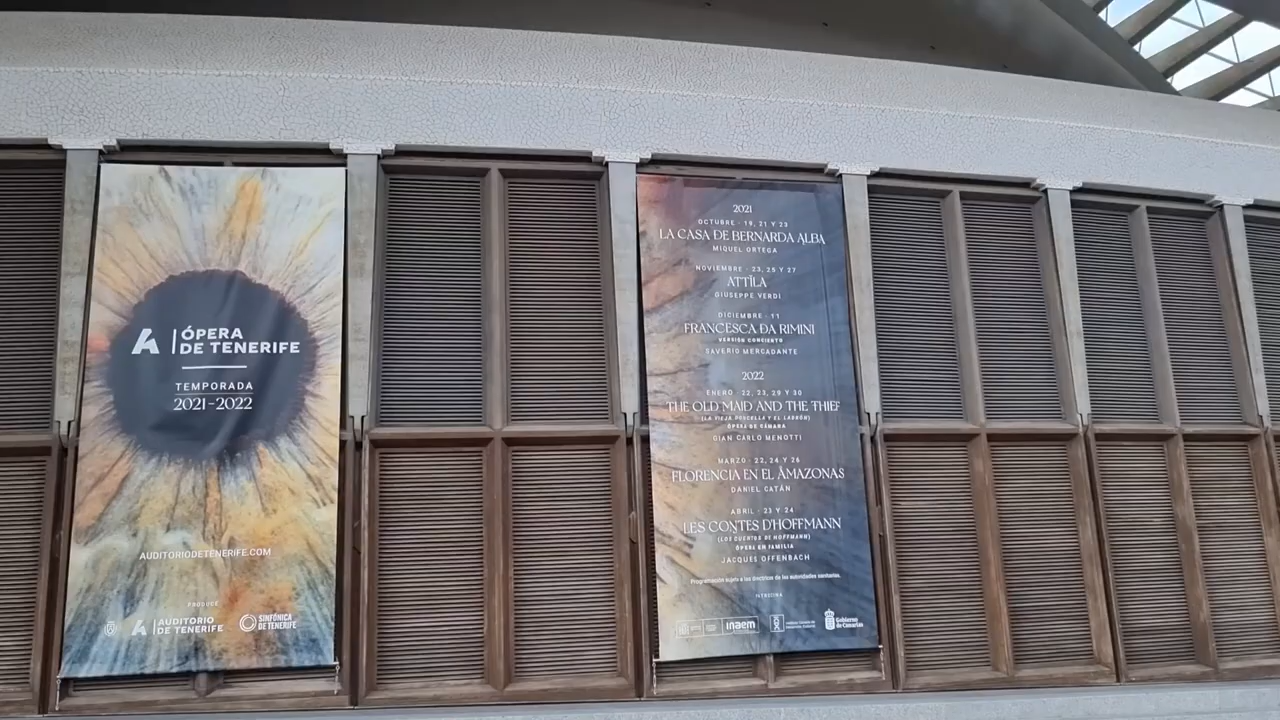 ÓPERA
DE TENERIFE
TEMPORADA
2021-2022
AUDITORIODETENERIFE.COM
PRODUCE
AUDITORIO
DE TENERIFE
SINFÓNICA
DE TENERIFE
2021
OCTUBRE - 19, 21 Y 23
LA CASA DE BERNARDA ALBA
MIQUEL ORTEGA
NOVIEMBRE - 23, 25 Y 27
ATTILA
GIUSEPPE VERDI
DICIEMBRE - 11
FRANCESCA DA RIMINI
VERSIÓN CONCIERTO
SAVERIO MERCADANTE
2022
ENERO - 22, 23, 29 Y 30
THE OLD MAID AND THE THIEF
(LA VIEJA DONCELLA Y EL LADRÓN)
ÓPERA DE CÁMARA
GIAN CARLO MENOTTI
MARZO - 22, 24 Y 26
FLORENCIA EN EL AMAZONAS
DANIEL CATÁN
ABRIL - 23 Y 24
LES CONTES D'HOFFMANN
(LOS CUENTOS DE HOFFMANN)
ÓPERA EN FAMILIA
JACQUES OFFENBACH
Programación sujeta a las directrices de las autoridades sanitarias.
PATROCINA
inaem
Gobierno
de Canarias